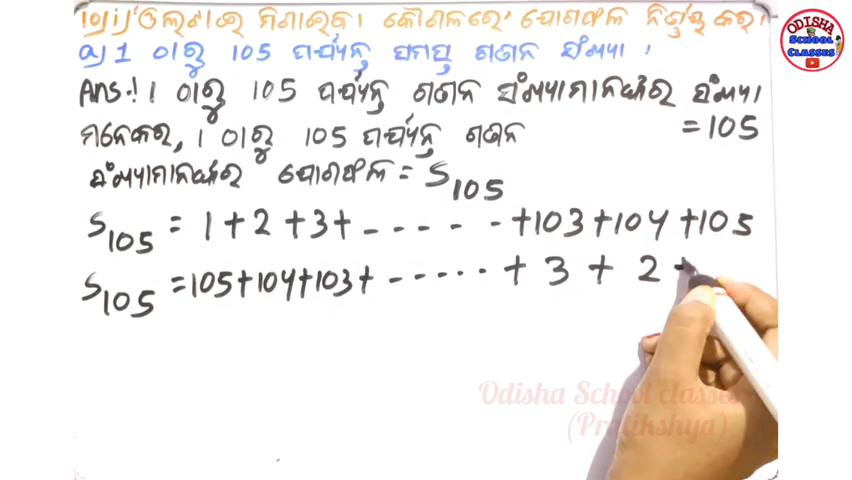 10) i) 'ଓଲଟାଇ ମିଶାଇବା' କୌଶଳରେ ଯୋଗଫଳ ନିର୍ଣ୍ଣୟ କର।
a) 1 ଠାରୁ 105 ପର୍ଯ୍ୟନ୍ତ ସମସ୍ତ ଗଣନ ସଂଖ୍ୟା ।
Ans:- 1 ଠାରୁ 105 ପର୍ଯ୍ୟନ୍ତ ଗଣନ ସଂଖ୍ୟାମାନଙ୍କର ସଂଖ୍ୟା
= 105
ମନେକର, 1 ଠାରୁ 105 ପର୍ଯ୍ୟନ୍ତ ଗଣନ
ସଂଖ୍ୟାମାନଙ୍କର ଯୋଗଫଳ = S105
S105 = 1 + 2 + 3 + - - - - - - + 103 + 104 + 105
S105 = 105 + 104 + 103 + - - - - - - + 3 + 2 +
ODISHA
School
CLASSES
Odisha School classes
(Pratikshya)